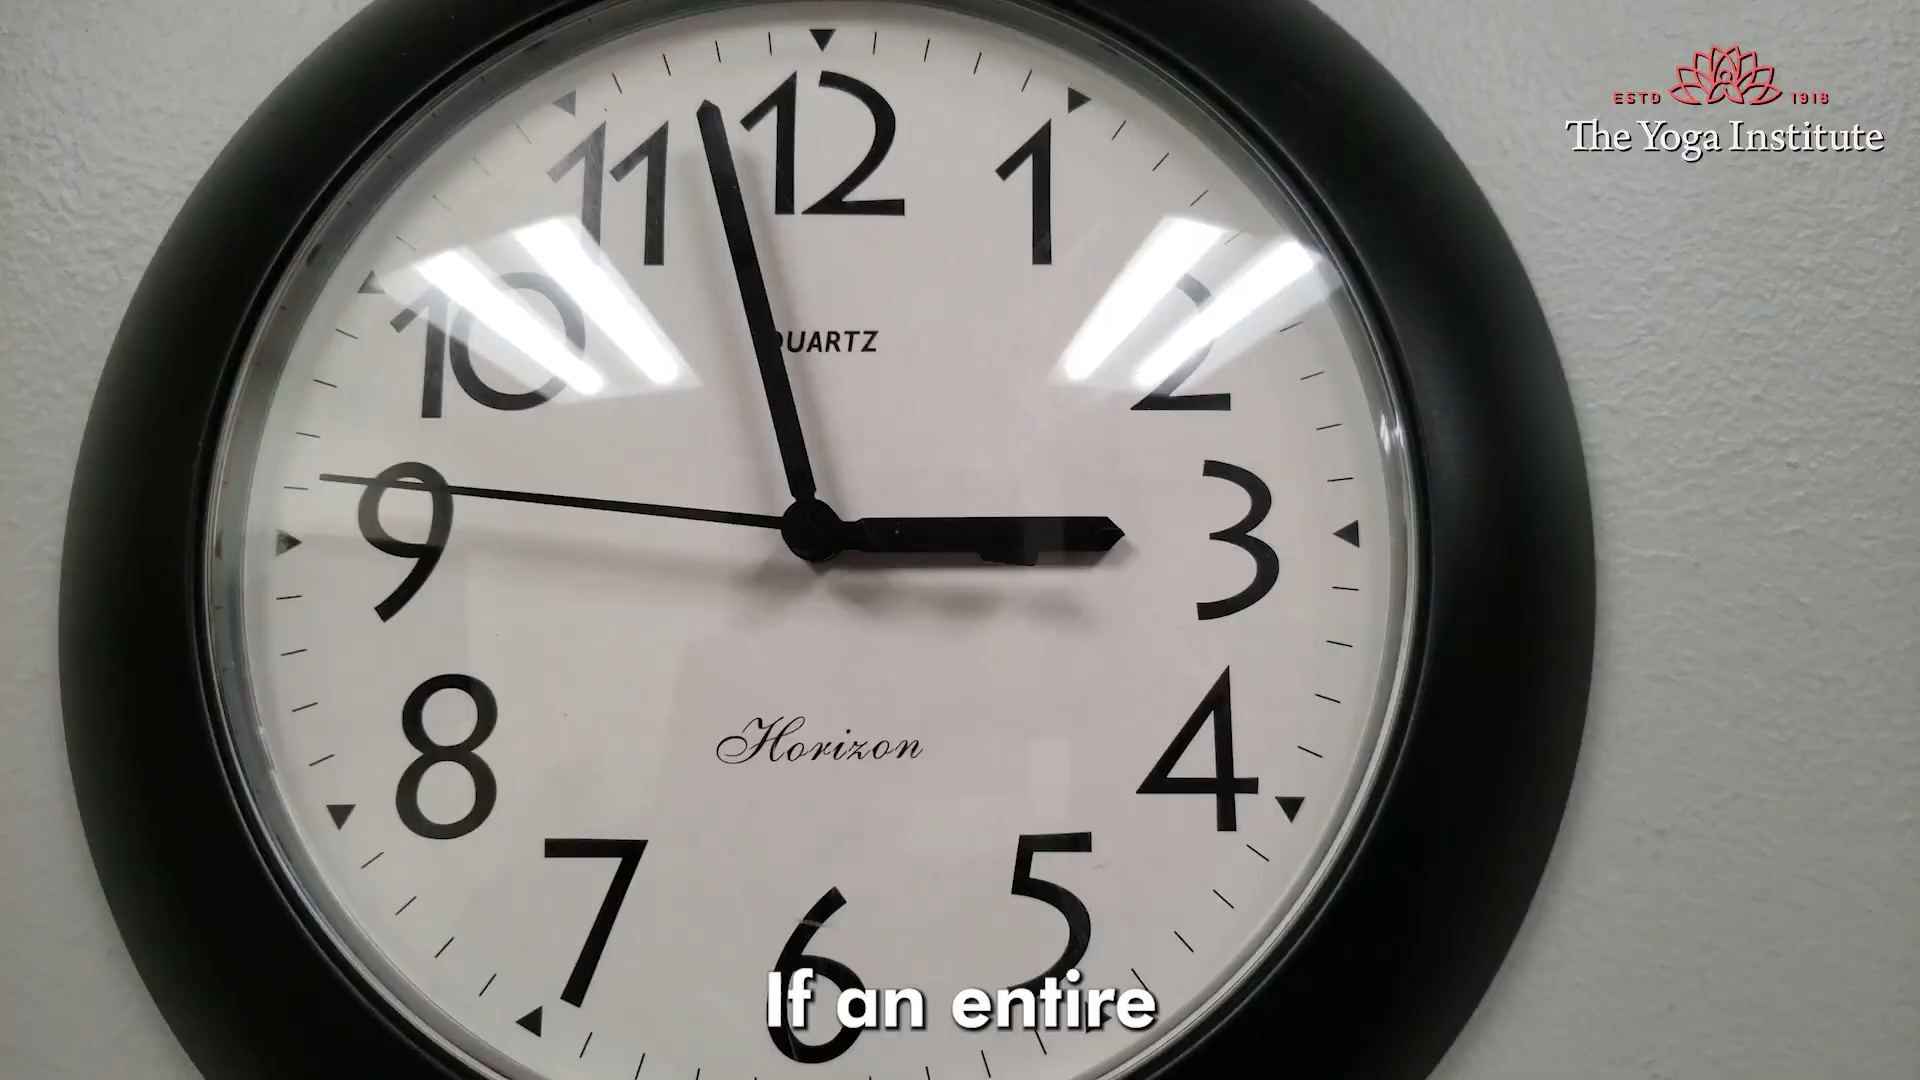 ESTD 1918
The Yoga Institute
12
11
1
10
2
QUARTZ
9
3
Horizon
8
4
7
5
6
If an entire